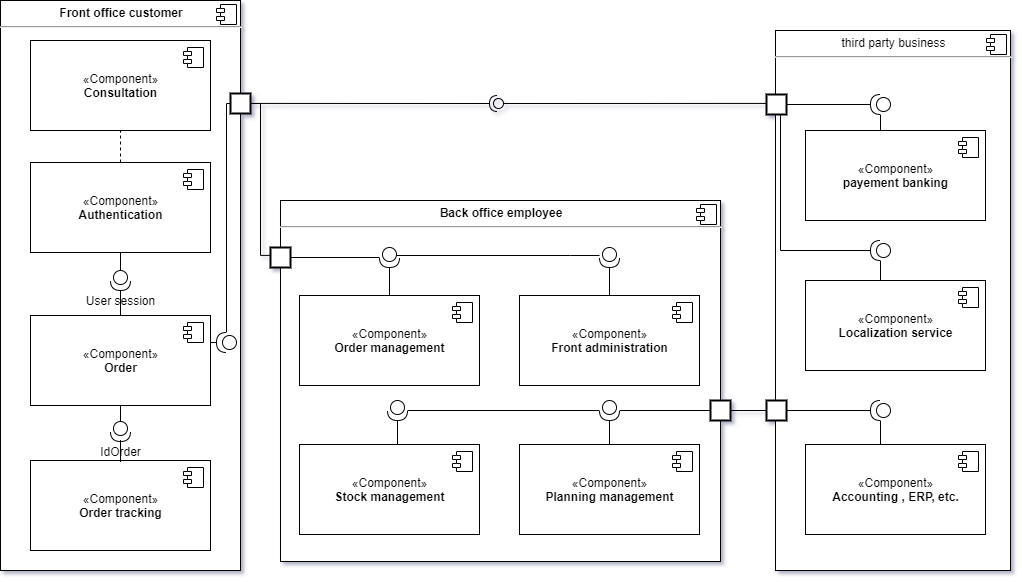 Front office customer
«Component»
Consultation
«Component»
Authentication
User session
«Component»
Order
IdOrder
«Component»
Order tracking
Back office employee
«Component»
Order management
«Component»
Front administration
«Component»
Stock management
«Component»
Planning management
third party business
«Component»
payement banking
«Component»
Localization service
«Component»
Accounting , ERP, etc.